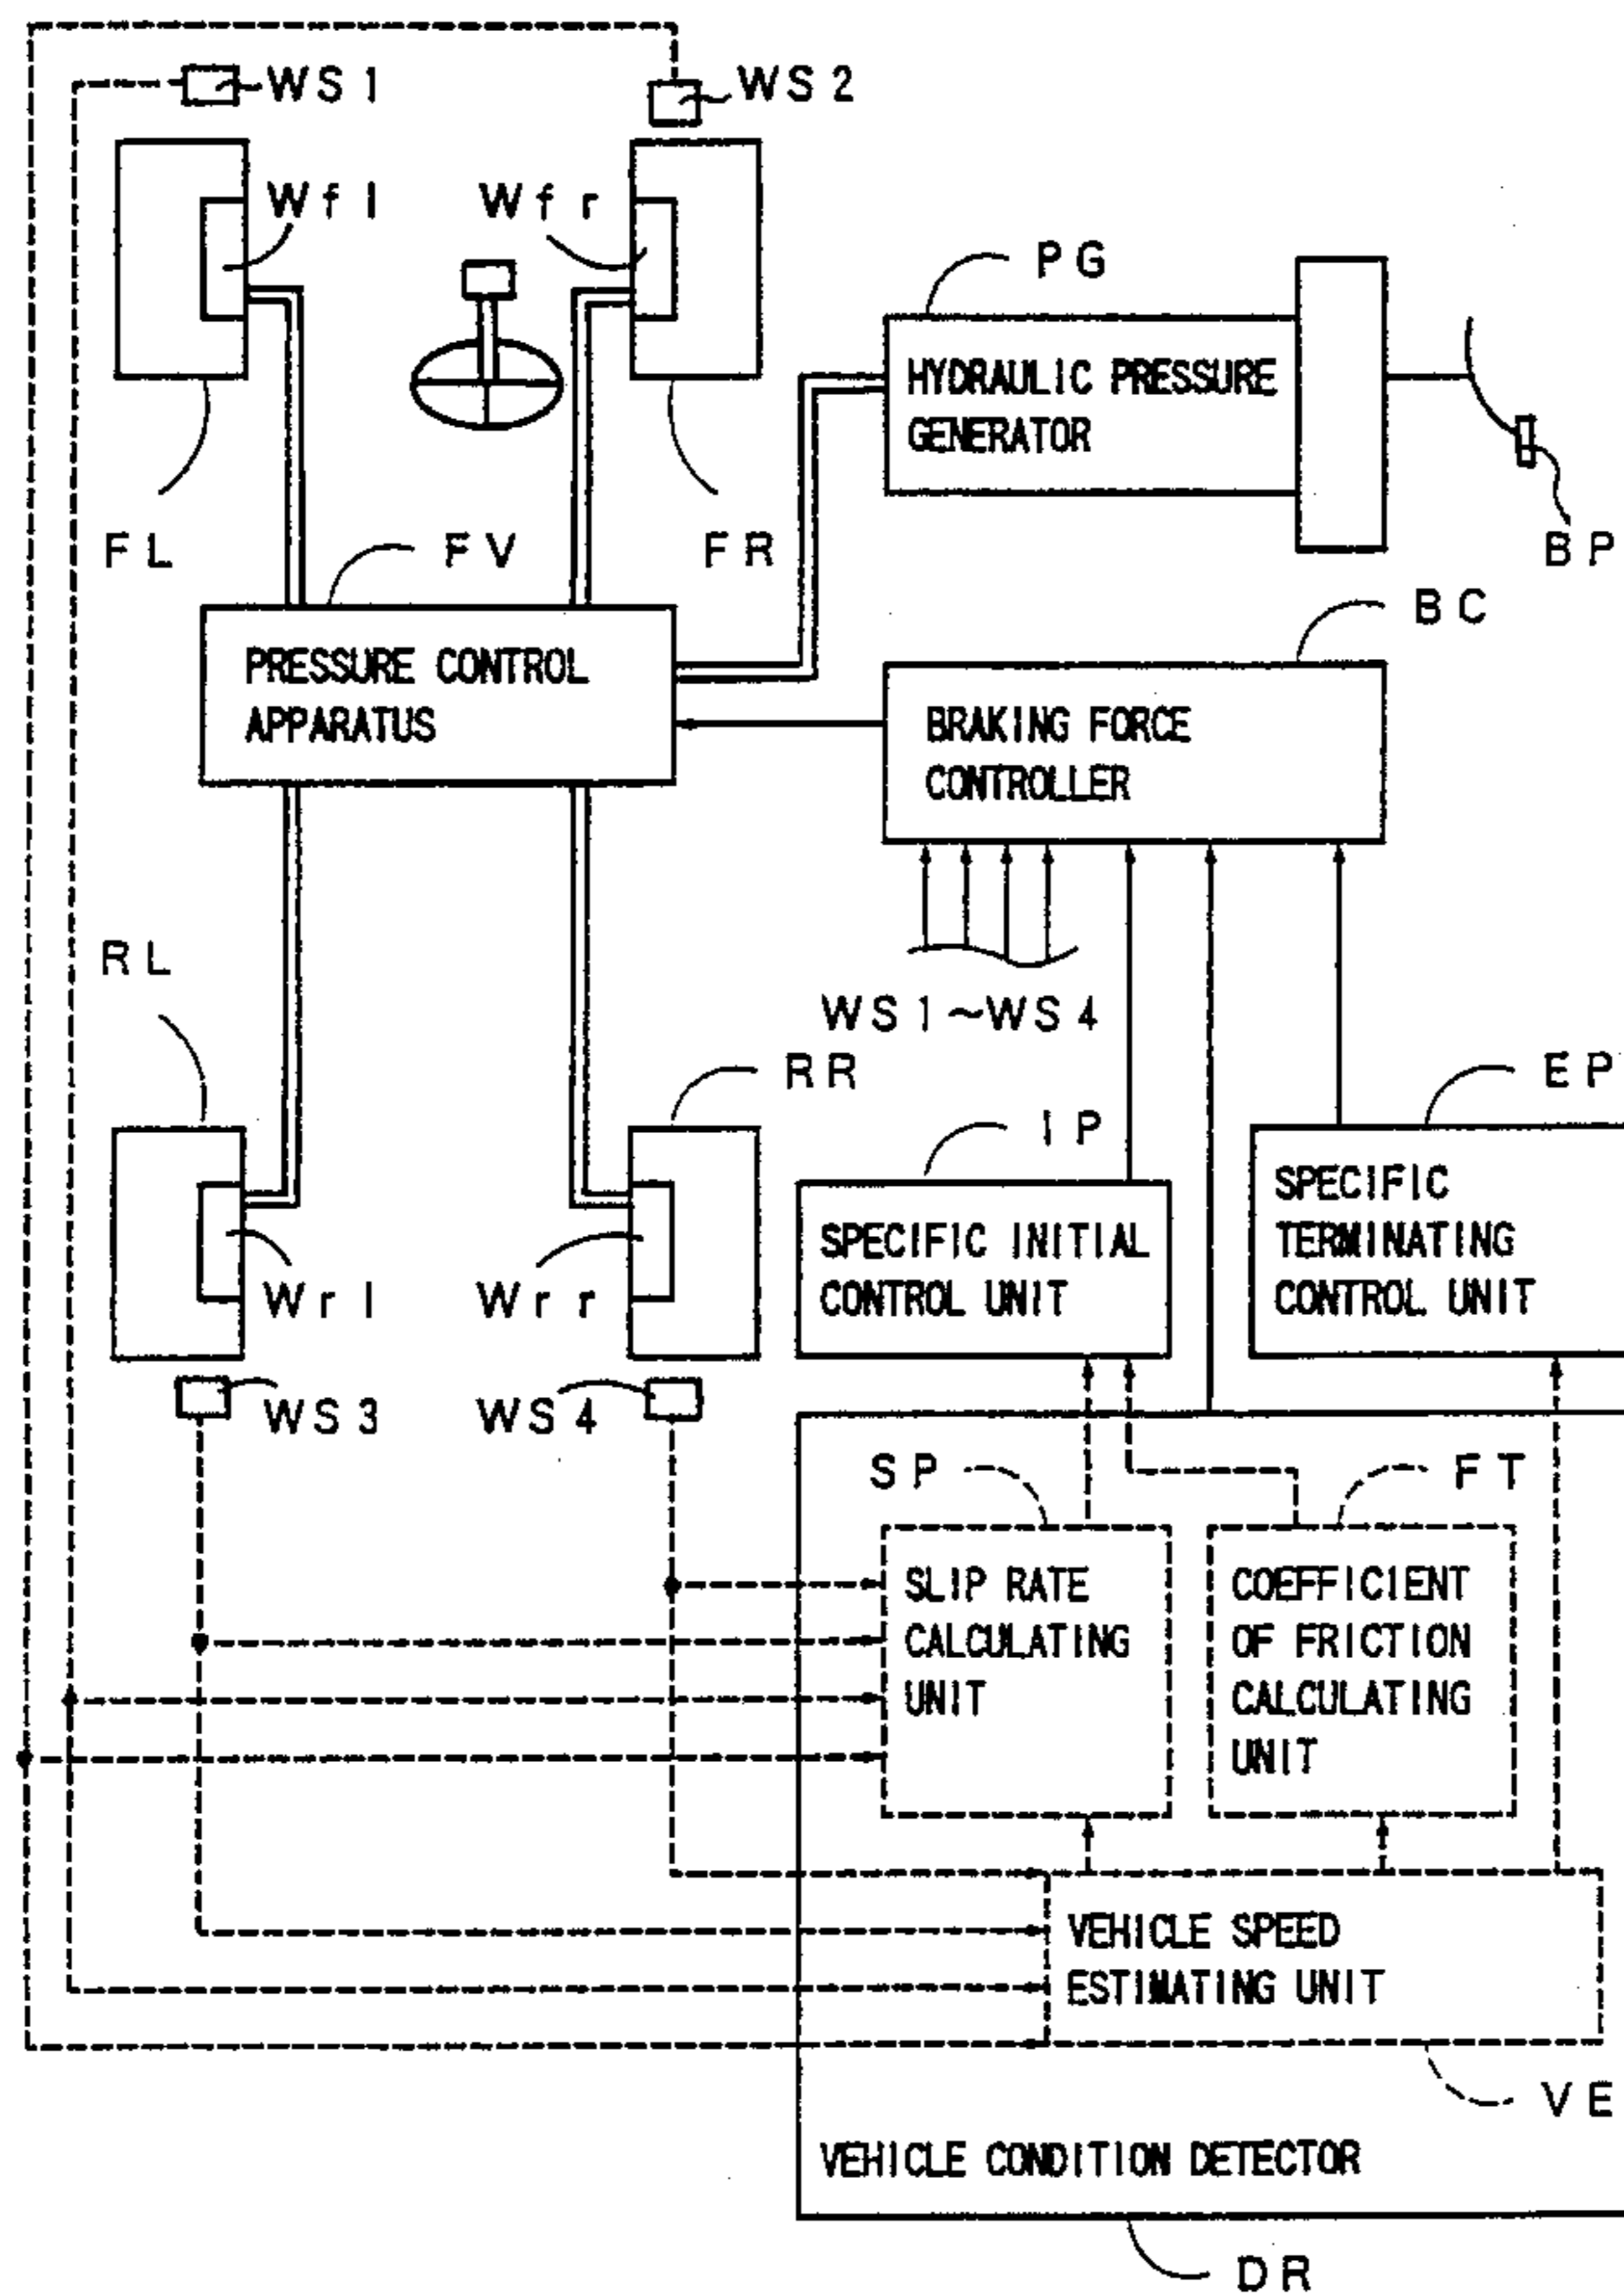 WS1
WS2
Wfl
Wfr
PG
HYDRAULIC PRESSURE
GENERATOR
FL
FV
FR
BP
BC
PRESSURE CONTROL
APPARATUS
BRAKING FORCE
CONTROLLER
RL
WS1~WS4
RR
EP
IP
SPECIFIC
TERMINATING
CONTROL UNIT
SPECIFIC INITIAL
CONTROL UNIT
Wrl
Wrr
WS3
WS4
SP
FT
SLIP RATE
CALCULATING
UNIT
COEFFICIENT
OF FRICTION
CALCULATING
UNIT
VEHICLE SPEED
ESTIMATING UNIT
VE
VEHICLE CONDITION DETECTOR
DR